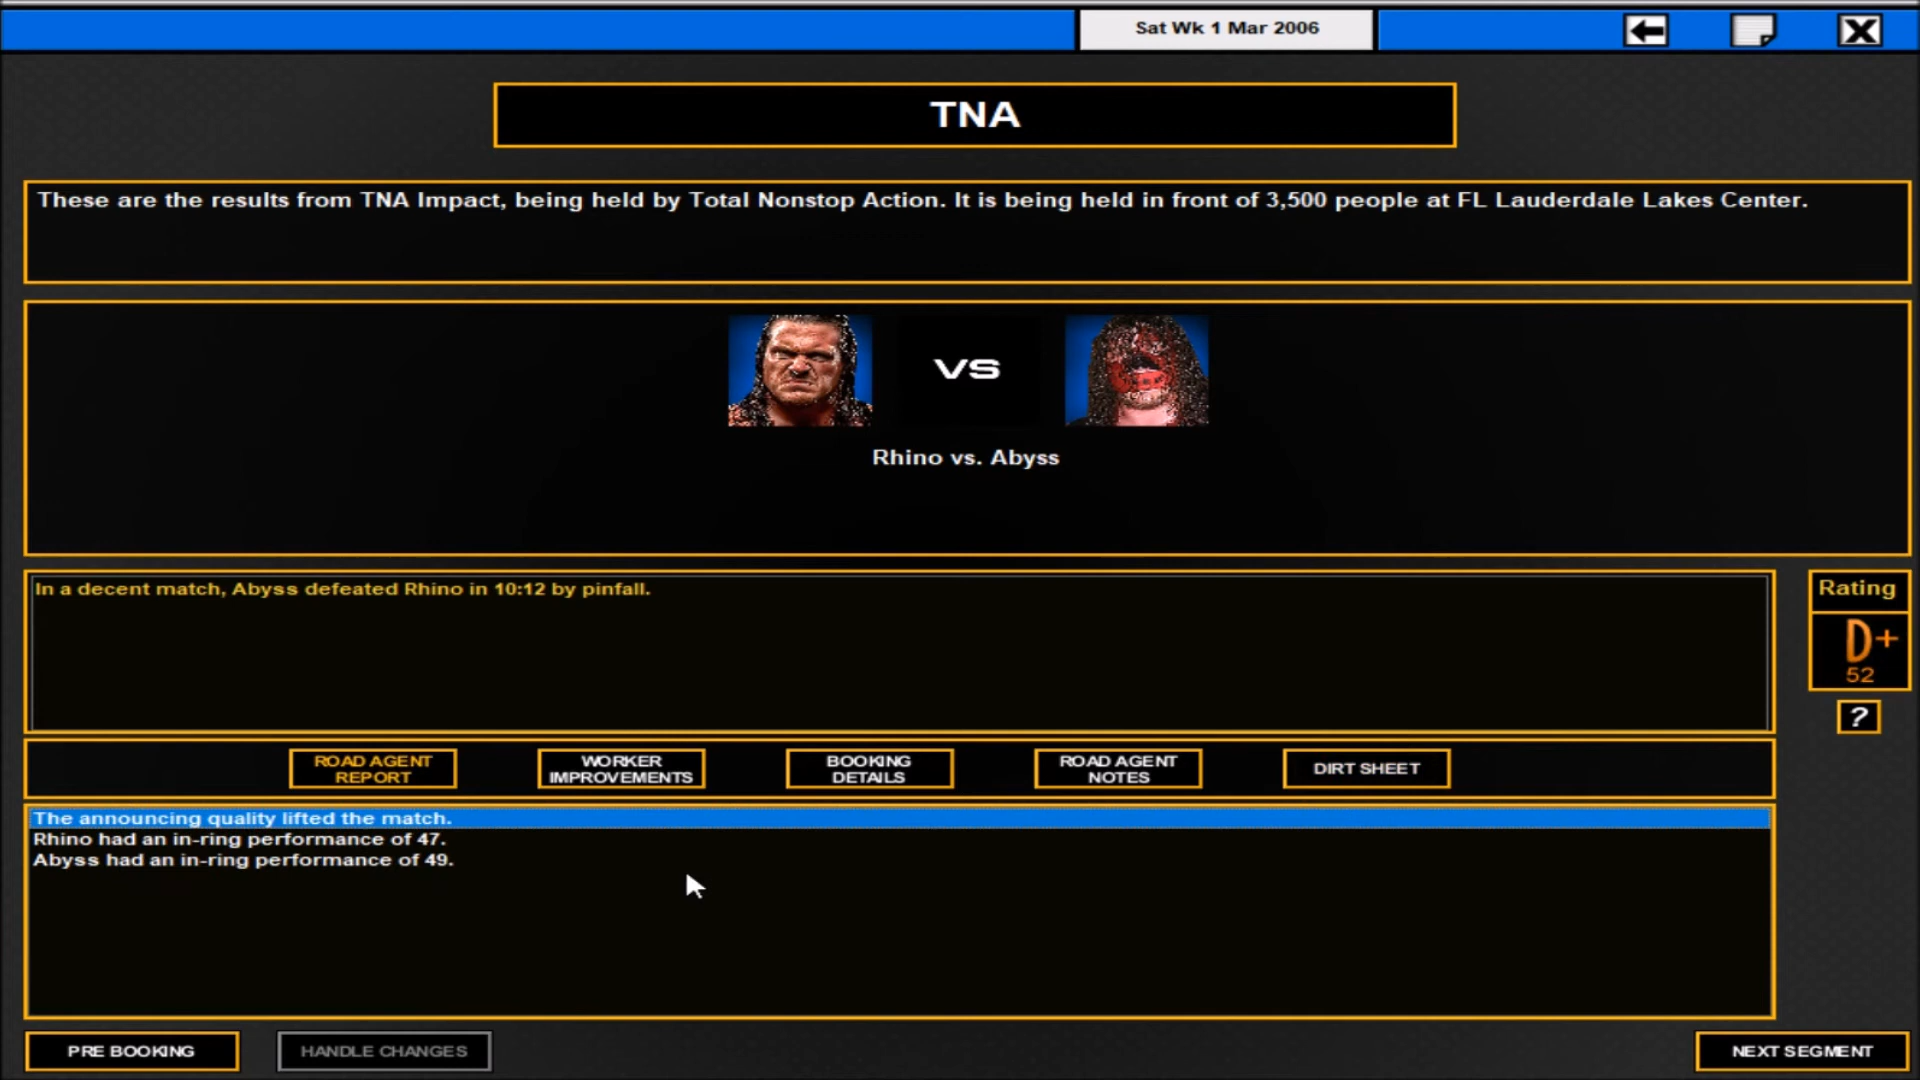 Sat Wk 1 Mar 2006
TNA
These are the results from TNA Impact, being held by Total Nonstop Action. It is being held in front of 3,500 people at FL Lauderdale Lakes Center.
VS
Rhino vs. Abyss
In a decent match, Abyss defeated Rhino in 10:12 by pinfall.
Rating
D+
52
?
ROAD AGENT
REPORT
WORKER
IMPROVEMENTS
BOOKING
DETAILS
ROAD AGENT
NOTES
DIRT SHEET
The announcing quality lifted the match.
Rhino had an in-ring performance of 47.
Abyss had an in-ring performance of 49.
PRE BOOKING
HANDLE CHANGES
NEXT SEGMENT